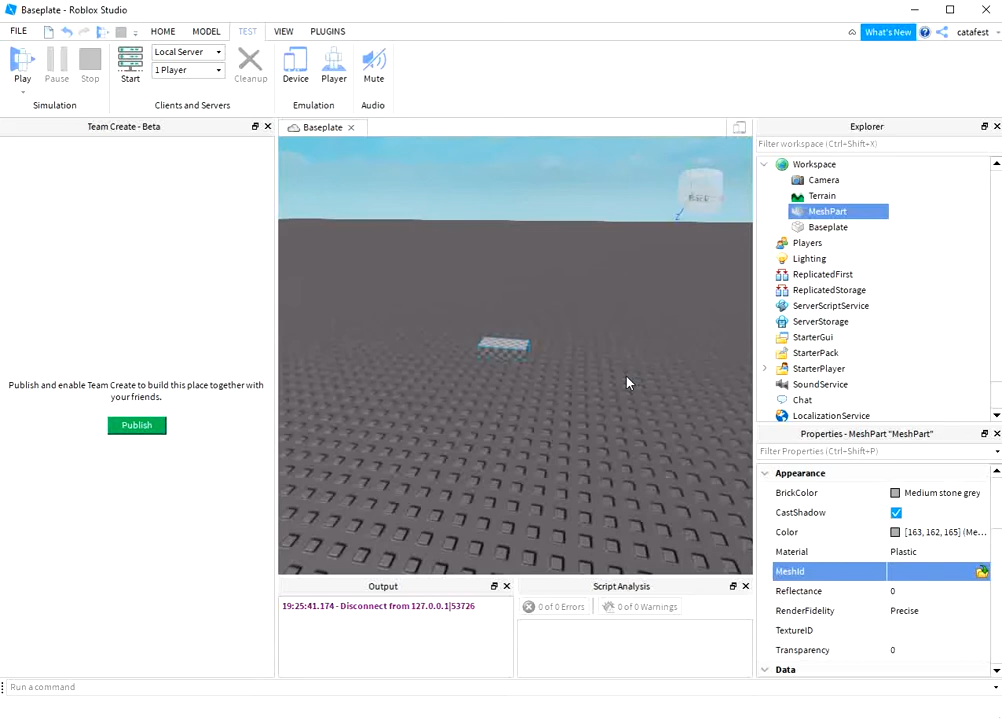 Baseplate - Roblox Studio
FILE
HOME
MODEL
TEST
VIEW
PLUGINS
What's New
catafest
Play
Pause
Stop
Start
Local Server
1 Player
Cleanup
Device
Player
Mute
Simulation
Clients and Servers
Emulation
Audio
Team Create - Beta
Baseplate
Explorer
Filter workspace (Ctrl+Shift+X)
Workspace
Camera
Terrain
MeshPart
Baseplate
Players
Lighting
ReplicatedFirst
ReplicatedStorage
ServerScriptService
ServerStorage
StarterGui
StarterPack
StarterPlayer
SoundService
Chat
LocalizationService
Publish and enable Team Create to build this place together with
your friends.
Publish
Z
Properties - MeshPart "MeshPart"
Filter Properties (Ctrl+Shift+P)
Appearance
BrickColor Medium stone grey
CastShadow
Color [163, 162, 165] (Me...
Material Plastic
MeshId
Reflectance 0
RenderFidelity Precise
TextureID
Transparency 0
Data
Output
19:25:41.174 - Disconnect from 127.0.0.1|53726
Script Analysis
0 of 0 Errors
0 of 0 Warnings
Run a command